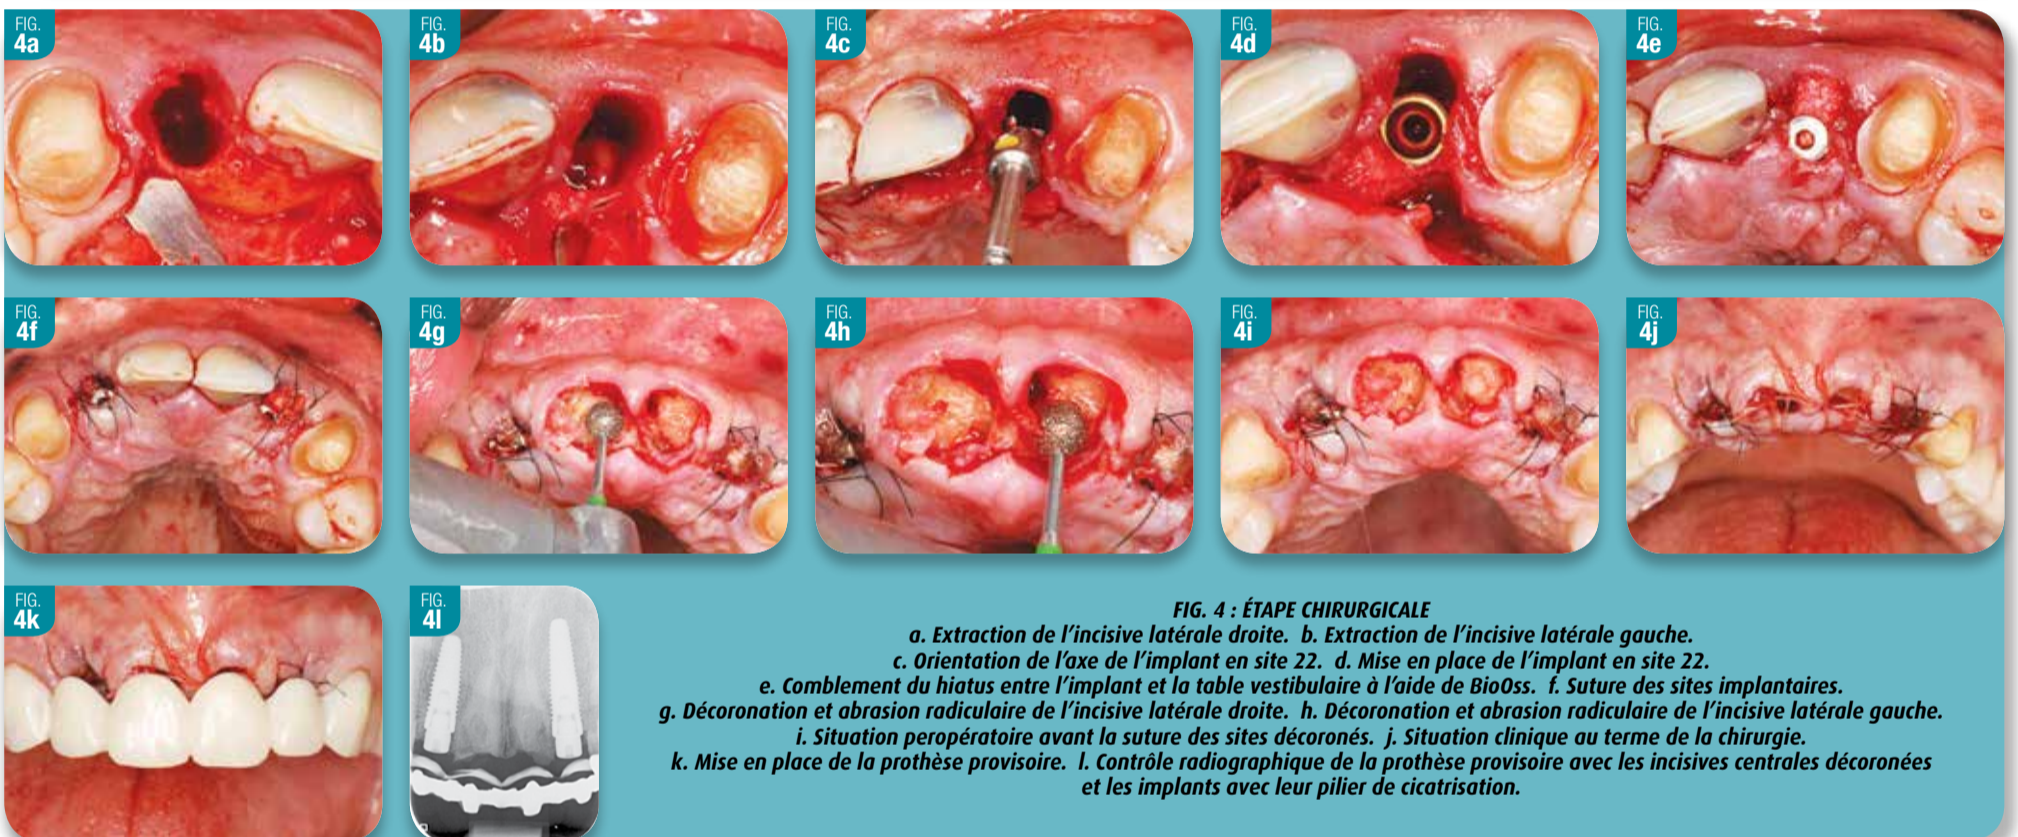 FIG.
4a
FIG.
4b
FIG.
4c
FIG.
4d
FIG.
4e
FIG.
4f
FIG.
4g
FIG.
4h
FIG.
4i
FIG.
4j
FIG.
4k
FIG.
4l
FIG. 4 : ÉTAPE CHIRURGICALE
a. Extraction de l'incisive latérale droite. b. Extraction de l'incisive latérale gauche.
c. Orientation de l'axe de l'implant en site 22. d. Mise en place de l'implant en site 22.
e. Comblement du hiatus entre l'implant et la table vestibulaire à l'aide de BioOss. f. Suture des sites implantaires.
g. Décoronation et abrasion radiculaire de l'incisive latérale droite. h. Décoronation et abrasion radiculaire de l'incisive latérale gauche.
i. Situation peropératoire avant la suture des sites décoronés. j. Situation clinique au terme de la chirurgie.
k. Mise en place de la prothèse provisoire. l. Contrôle radiographique de la prothèse provisoire avec les incisives centrales décoronées
et les implants avec leur pilier de cicatrisation.